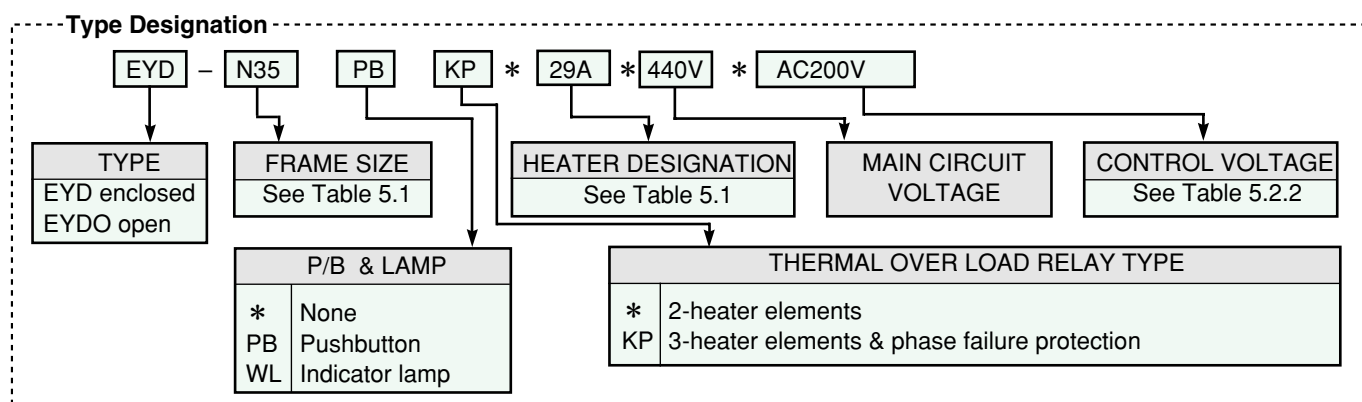 Type Designation
EYD – N35 PB KP * 29A * 440V * AC200V
TYPE
EYD enclosed
EYDO open
FRAME SIZE
See Table 5.1
HEATER DESIGNATION
See Table 5.1
MAIN CIRCUIT
VOLTAGE
CONTROL VOLTAGE
See Table 5.2.2
P/B & LAMP
* None
PB Pushbutton
WL Indicator lamp
THERMAL OVER LOAD RELAY TYPE
* 2-heater elements
KP 3-heater elements & phase failure protection